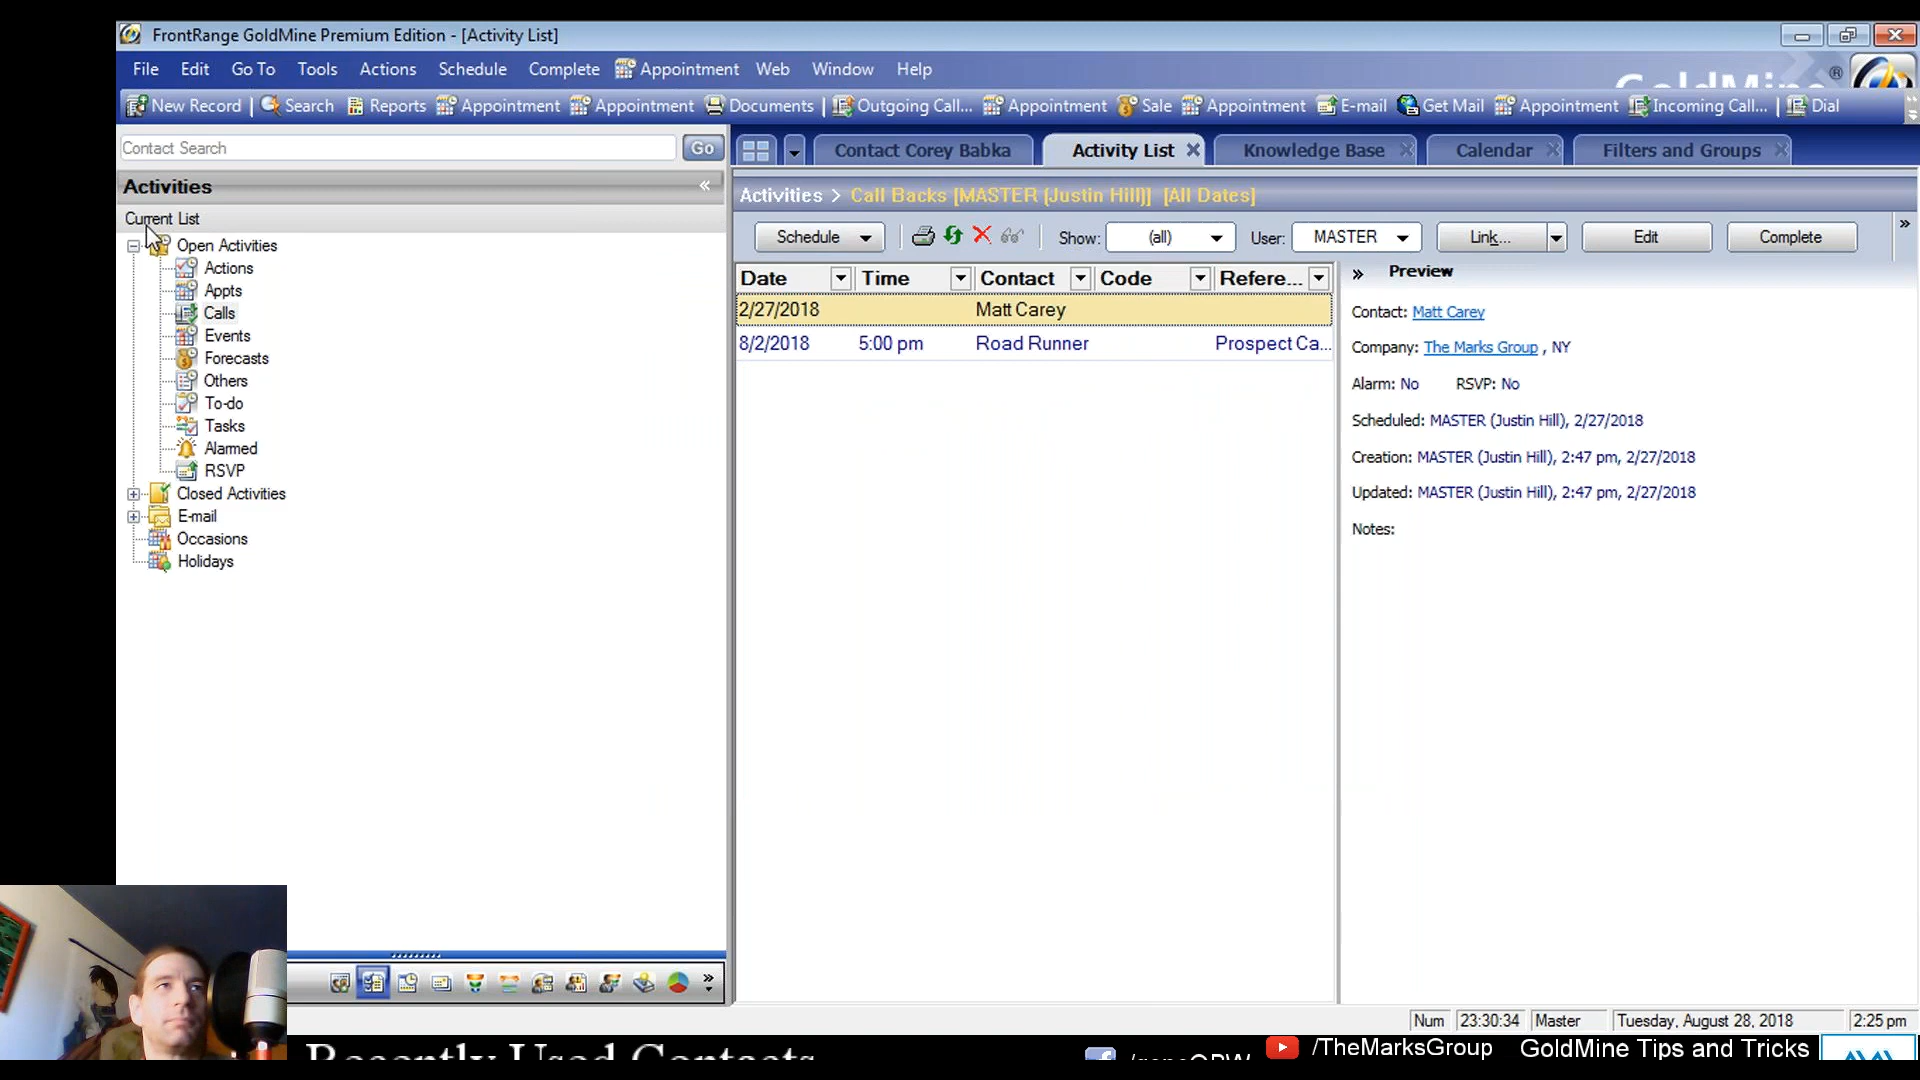 FrontRange GoldMine Premium Edition - [Activity List]
File Edit Go To Tools Actions Schedule Complete Appointment Web Window Help
GoldMine ®
New Record Search Reports Appointment Appointment Documents Outgoing Call... Appointment Sale Appointment E-mail Get Mail Appointment Incoming Call... Dial
Contact Search Go
Contact Corey Babka Activity List Knowledge Base Calendar Filters and Groups
Activities «
Current List
Open Activities
Actions
Appts
Calls
Events
Forecasts
Others
To-do
Tasks
Alarmed
RSVP
Closed Activities
E-mail
Occasions
Holidays
Activities > Call Backs [MASTER (Justin Hill)] [All Dates]
Schedule Show: (all) User: MASTER Link... Edit Complete »
Date Time Contact Code Refere...
2/27/2018 Matt Carey
8/2/2018 5:00 pm Road Runner Prospect Ca...
» Preview
Contact: Matt Carey
Company: The Marks Group , NY
Alarm: No RSVP: No
Scheduled: MASTER (Justin Hill), 2/27/2018
Creation: MASTER (Justin Hill), 2:47 pm, 2/27/2018
Updated: MASTER (Justin Hill), 2:47 pm, 2/27/2018
Notes:
»
Num 23:30:34 Master Tuesday, August 28, 2018 2:25 pm
Recently Used Contacts
/TheMarksGroup GoldMine Tips and Tricks